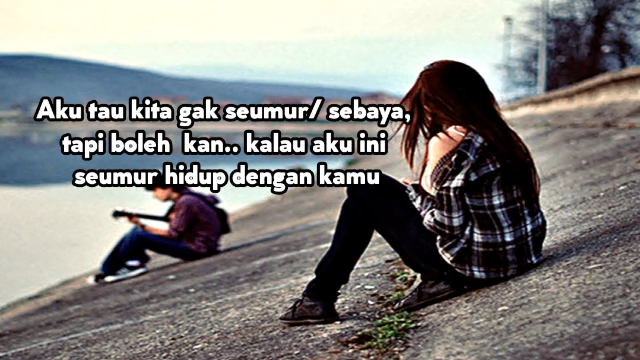 Aku tau kita gak seumur/ sebaya,
tapi boleh kan.. kalau aku ini
seumur hidup dengan kamu